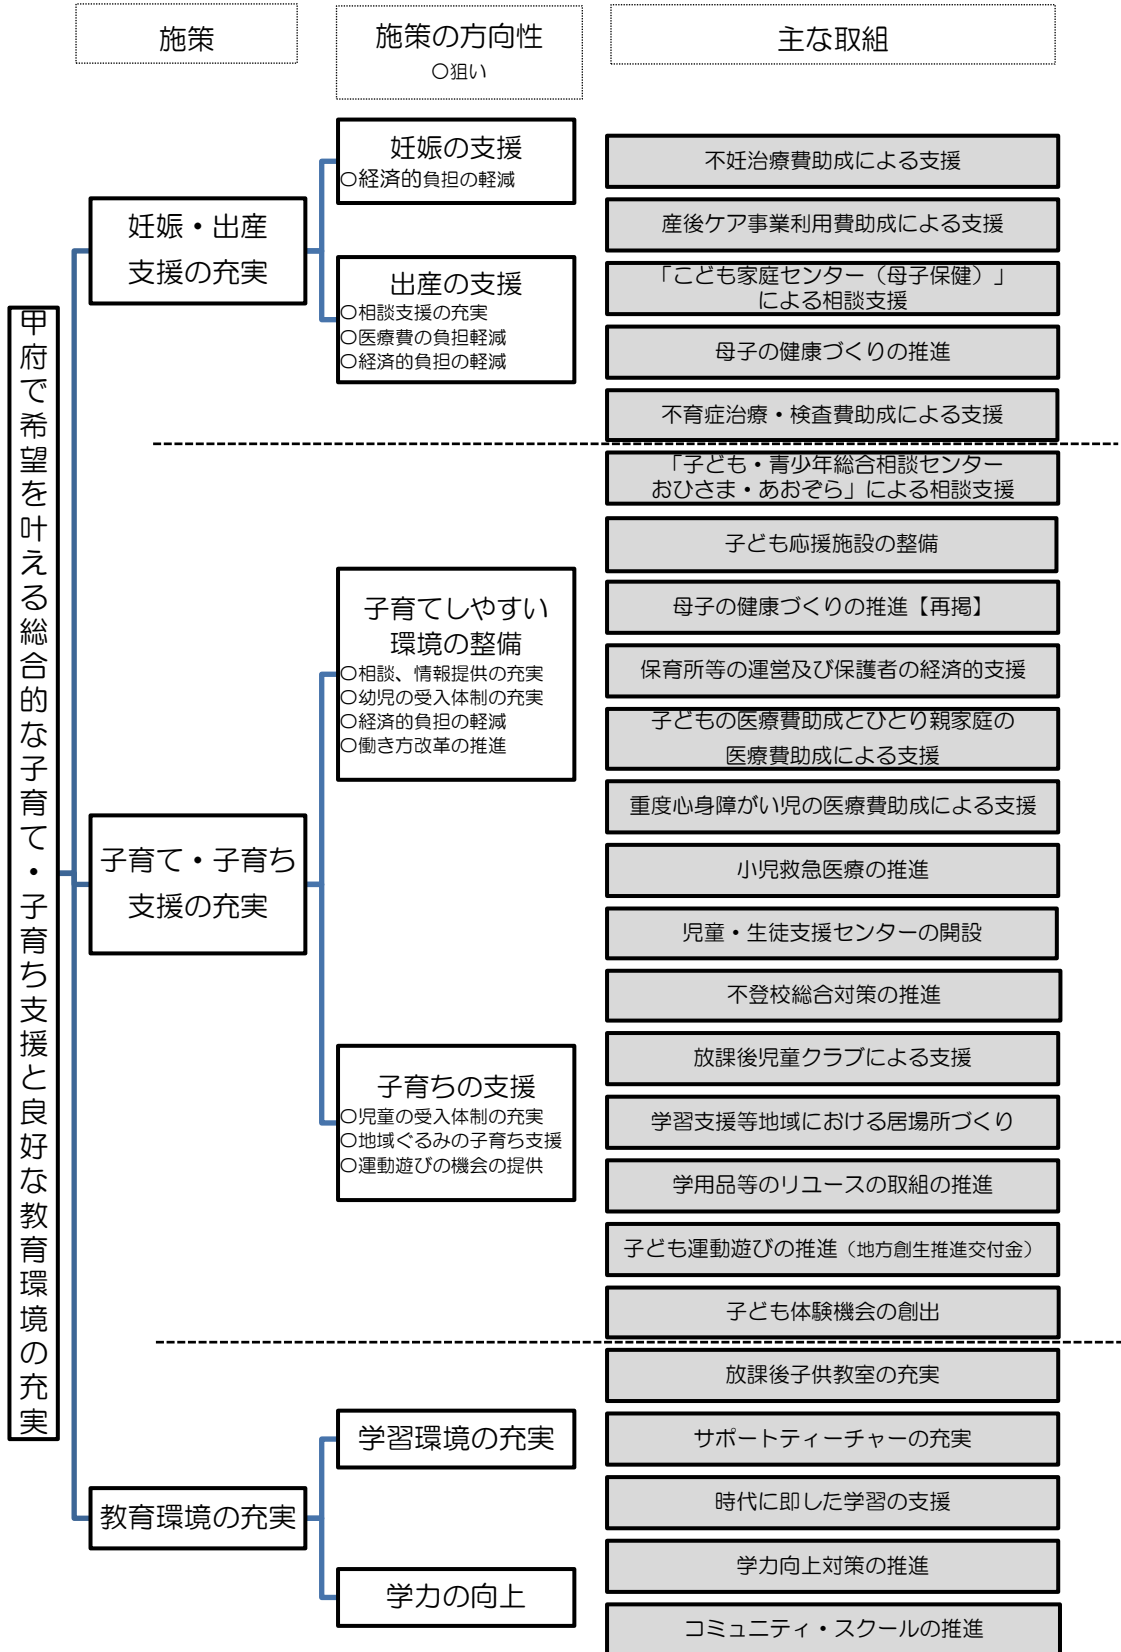 施策
施策の方向性
〇狙い
主な取組
甲府で希望を叶える総合的な子育て・子育ち支援と良好な教育環境の充実
妊娠・出産
支援の充実
妊娠の支援
〇経済的負担の軽減
出産の支援
〇相談支援の充実
〇医療費の負担軽減
〇経済的負担の軽減
不妊治療費助成による支援
産後ケア事業利用費助成による支援
「こども家庭センター（母子保健）」
による相談支援
母子の健康づくりの推進
不育症治療・検査費助成による支援
子育て・子育ち
支援の充実
子育てしやすい
環境の整備
〇相談、情報提供の充実
〇幼児の受入体制の充実
〇経済的負担の軽減
〇働き方改革の推進
子育ちの支援
〇児童の受入体制の充実
〇地域ぐるみの子育ち支援
〇運動遊びの機会の提供
「子ども・青少年総合相談センター
おひさま・あおぞら」による相談支援
子ども応援施設の整備
母子の健康づくりの推進【再掲】
保育所等の運営及び保護者の経済的支援
子どもの医療費助成とひとり親家庭の
医療費助成による支援
重度心身障がい児の医療費助成による支援
小児救急医療の推進
児童・生徒支援センターの開設
不登校総合対策の推進
放課後児童クラブによる支援
学習支援等地域における居場所づくり
学用品等のリユースの取組の推進
子ども運動遊びの推進（地方創生推進交付金）
子ども体験機会の創出
教育環境の充実
学習環境の充実
学力の向上
放課後子供教室の充実
サポートティーチャーの充実
時代に即した学習の支援
学力向上対策の推進
コミュニティ・スクールの推進